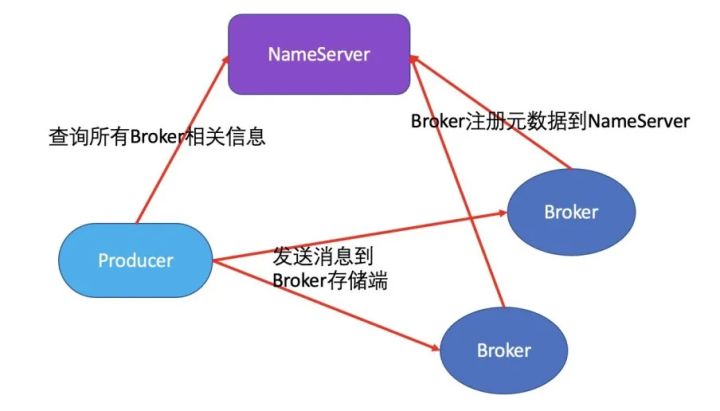 NameServer
查询所有Broker相关信息
Broker注册元数据到NameServer
Broker
Producer
发送消息到
Broker存储端
Broker